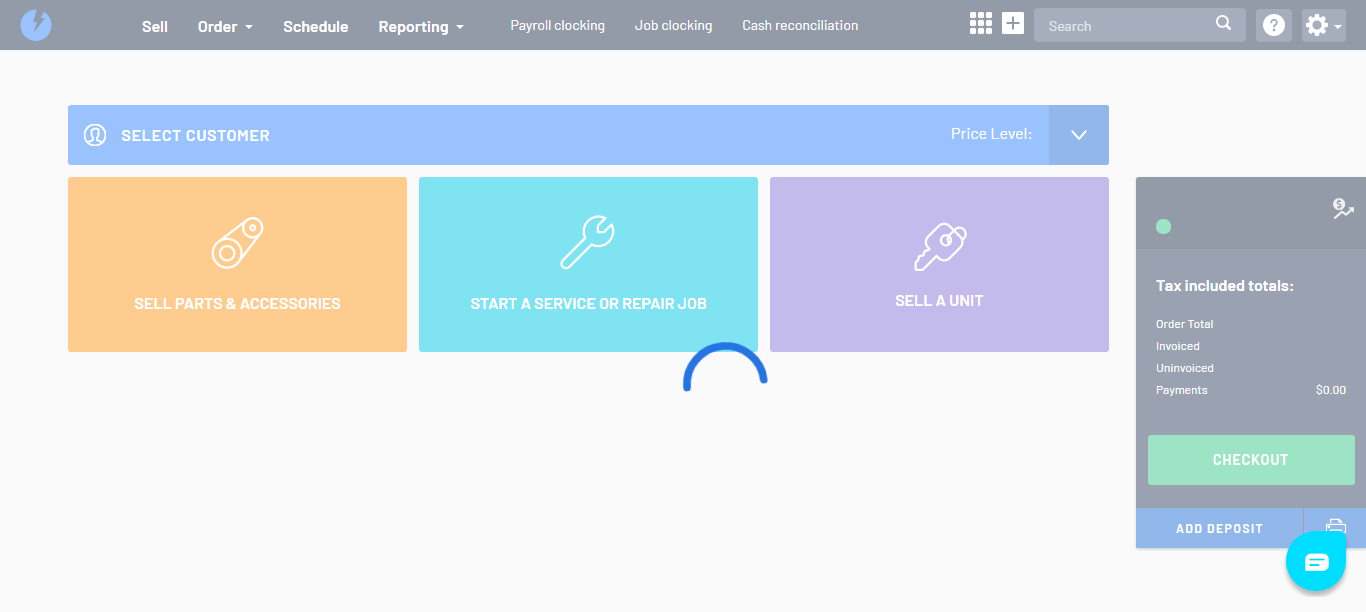 Sell Order Schedule Reporting Payroll clocking Job clocking Cash reconciliation Search ?
SELECT CUSTOMER Price Level:
SELL PARTS & ACCESSORIES
START A SERVICE OR REPAIR JOB
SELL A UNIT
$
Tax included totals:
Order Total
Invoiced
Uninvoiced
Payments $0.00
CHECKOUT
ADD DEPOSIT